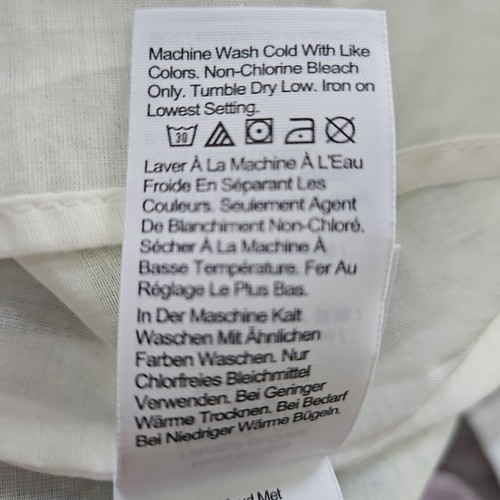 Machine Wash Cold With Like
Colors. Non-Chlorine Bleach
Only. Tumble Dry Low. Iron on
Lowest Setting.
30
Laver À La Machine À L'Eau
Froide En Séparant Les
Couleurs. Seulement Agent
De Blanchiment Non-Chloré.
Sécher À La Machine À
Basse Température. Fer Au
Réglage Le Plus Bas.
In Der Maschine Kalt
Waschen Mit Ähnlichen
Farben Waschen. Nur
Chlorfreies Bleichmittel
Verwenden. Bei Geringer
Wärme Trocknen. Bei Bedarf
Bei Niedriger Wärme Bügeln.
Met